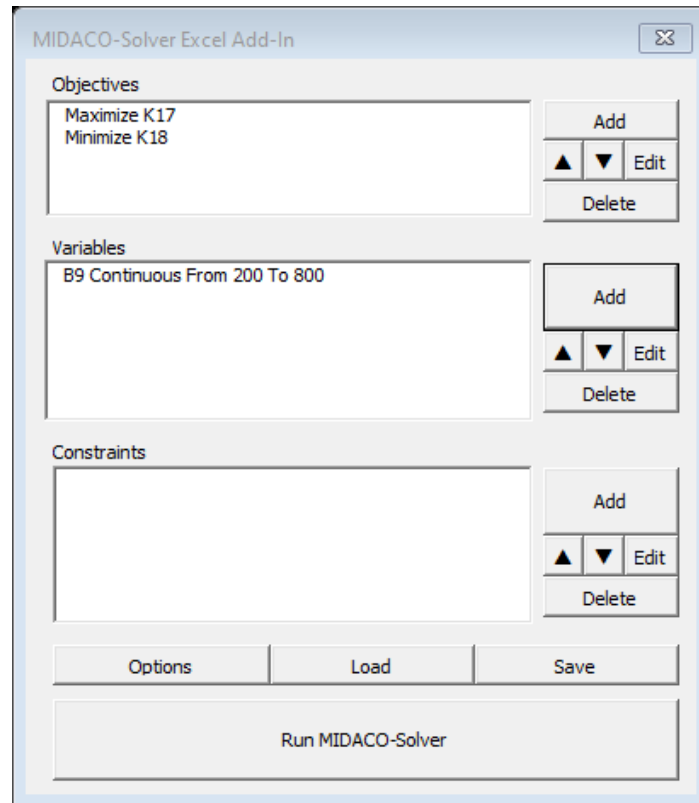 MIDACO-Solver Excel Add-In
Objectives
Maximize K17
Minimize K18
Add
▲ ▼ Edit
Delete
Variables
B9 Continuous From 200 To 800
Add
▲ ▼ Edit
Delete
Constraints
Add
▲ ▼ Edit
Delete
Options Load Save
Run MIDACO-Solver